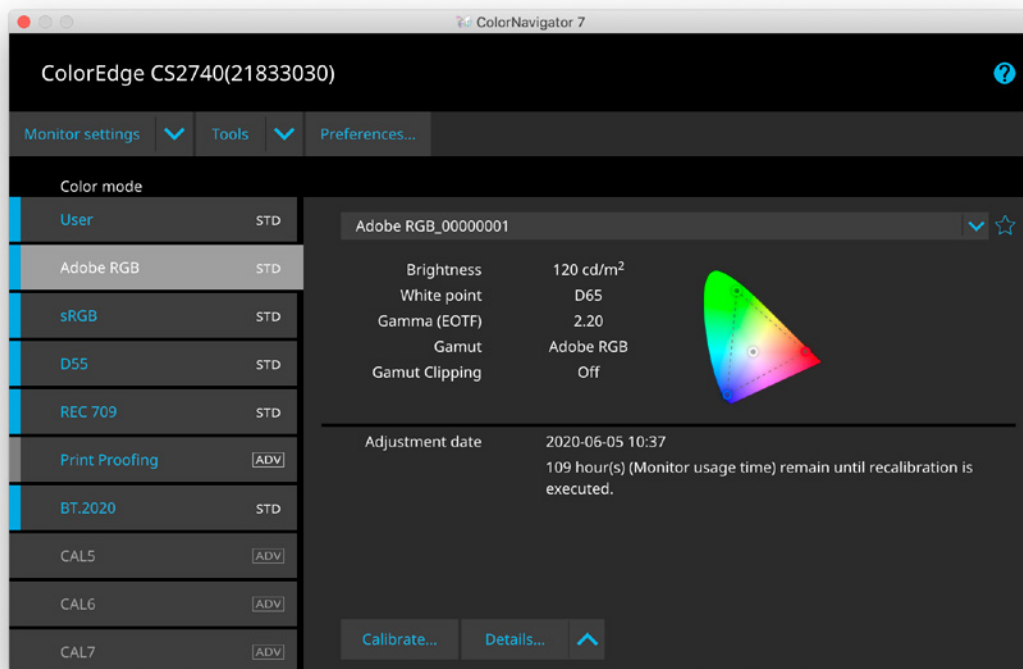 ColorNavigator 7
ColorEdge CS2740(21833030)
?
Monitor settings Tools Preferences...
Color mode
User STD
Adobe RGB STD
sRGB STD
D55 STD
REC 709 STD
Print Proofing ADV
BT.2020 STD
CAL5 ADV
CAL6 ADV
CAL7 ADV
Adobe RGB_00000001
Brightness 120 cd/m²
White point D65
Gamma (EOTF) 2.20
Gamut Adobe RGB
Gamut Clipping Off
Adjustment date 2020-06-05 10:37
109 hour(s) (Monitor usage time) remain until recalibration is
executed.
Calibrate... Details...